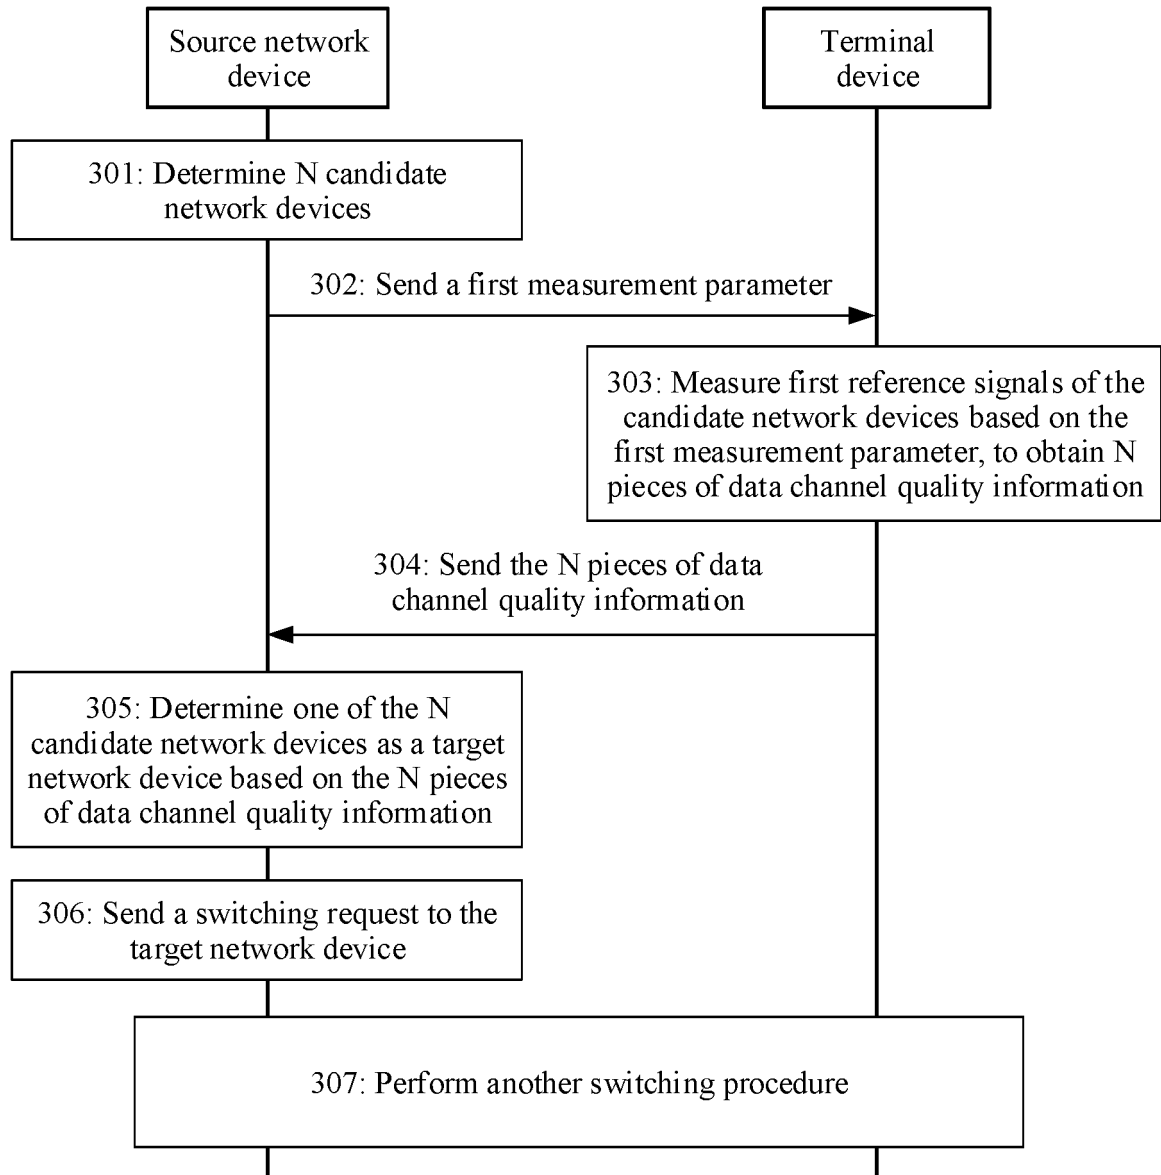 Source network
device
Terminal
device
301: Determine N candidate
network devices
302: Send a first measurement parameter
303: Measure first reference signals of the
candidate network devices based on the
first measurement parameter, to obtain N
pieces of data channel quality information
304: Send the N pieces of data
channel quality information
305: Determine one of the N
candidate network devices as a target
network device based on the N pieces
of data channel quality information
306: Send a switching request to the
target network device
307: Perform another switching procedure